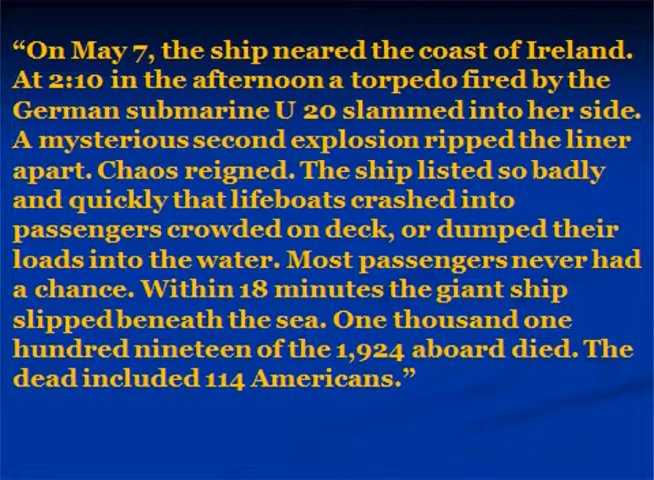 “On May 7, the ship neared the coast of Ireland.
At 2:10 in the afternoon a torpedo fired by the
German submarine U 20 slammed into her side.
A mysterious second explosion ripped the liner
apart. Chaos reigned. The ship listed so badly
and quickly that lifeboats crashed into
passengers crowded on deck, or dumped their
loads into the water. Most passengers never had
a chance. Within 18 minutes the giant ship
slipped beneath the sea. One thousand one
hundred nineteen of the 1,924 aboard died. The
dead included 114 Americans.”